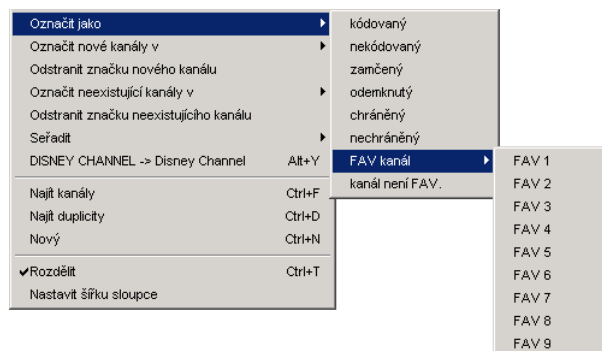 Označit jako
Označit nové kanály v
Odstranit značku nového kanálu
Označit neexistující kanály v
Odstranit značku neexistujícího kanálu
Seřadit
DISNEY CHANNEL -> Disney Channel Alt+Y
Najít kanály Ctrl+F
Najít duplicity Ctrl+D
Nový Ctrl+N
Rozdělit Ctrl+T
Nastavit šířku sloupce
kódovaný
nekódovaný
zamčený
odemknutý
chráněný
nechráněný
FAV kanál
kanál není FAV.
FAV 1
FAV 2
FAV 3
FAV 4
FAV 5
FAV 6
FAV 7
FAV 8
FAV 9